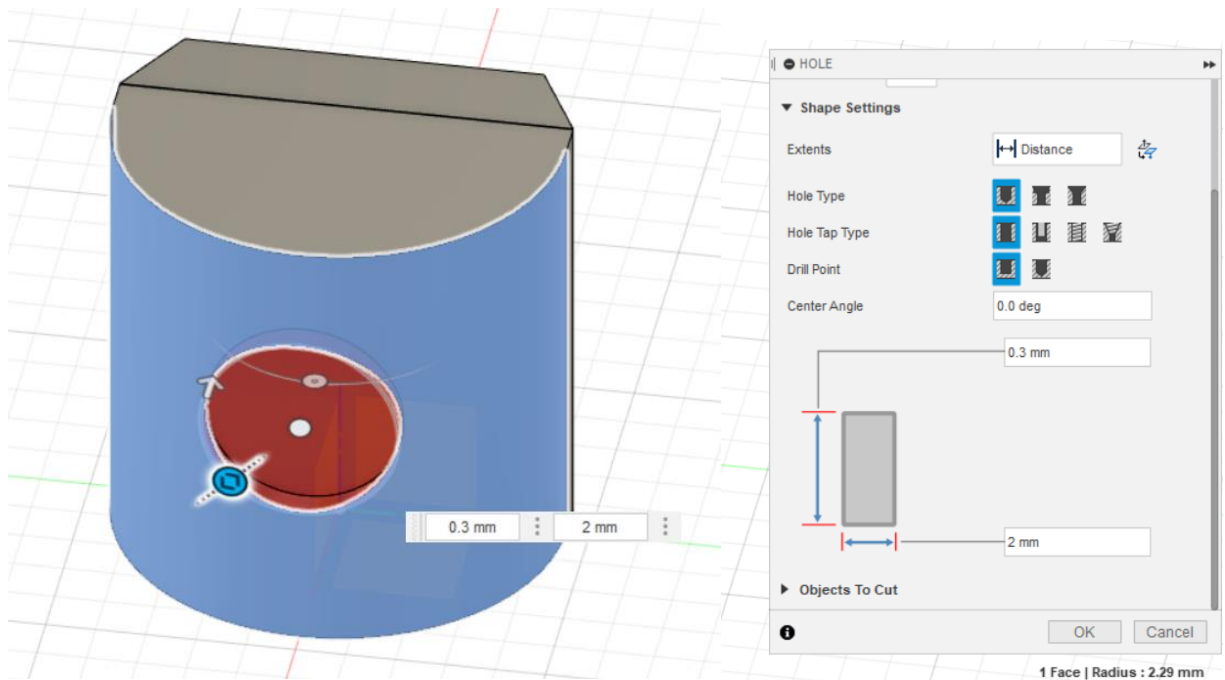 HOLE
Shape Settings
Extents
Distance
Hole Type
Hole Tap Type
Drill Point
Center Angle
0.0 deg
0.3 mm
2 mm
Objects To Cut
OK Cancel
1 Face | Radius : 2.29 mm
0.3 mm 2 mm